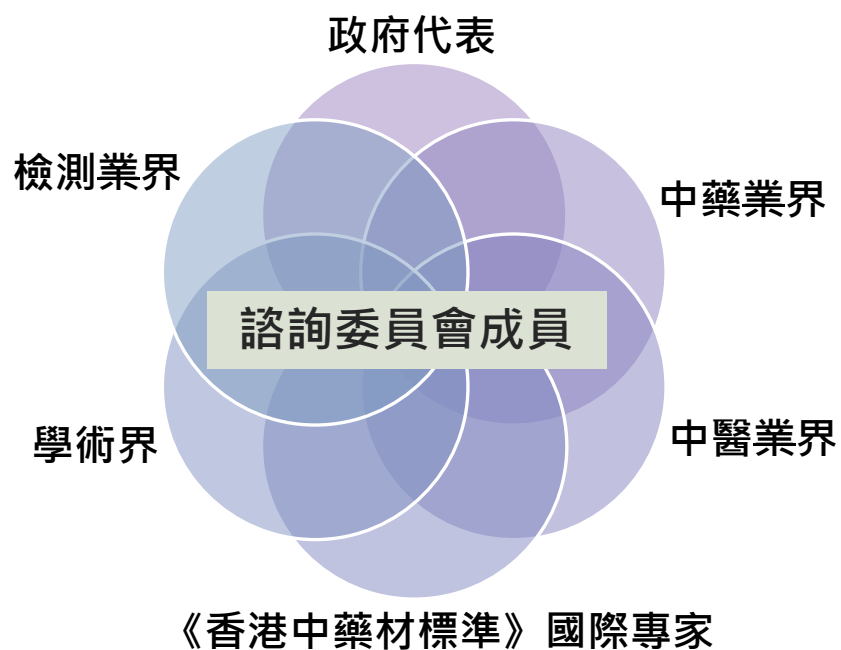 政府代表
檢測業界
中藥業界
諮詢委員會成員
學術界
中醫業界
《香港中藥材標準》國際專家